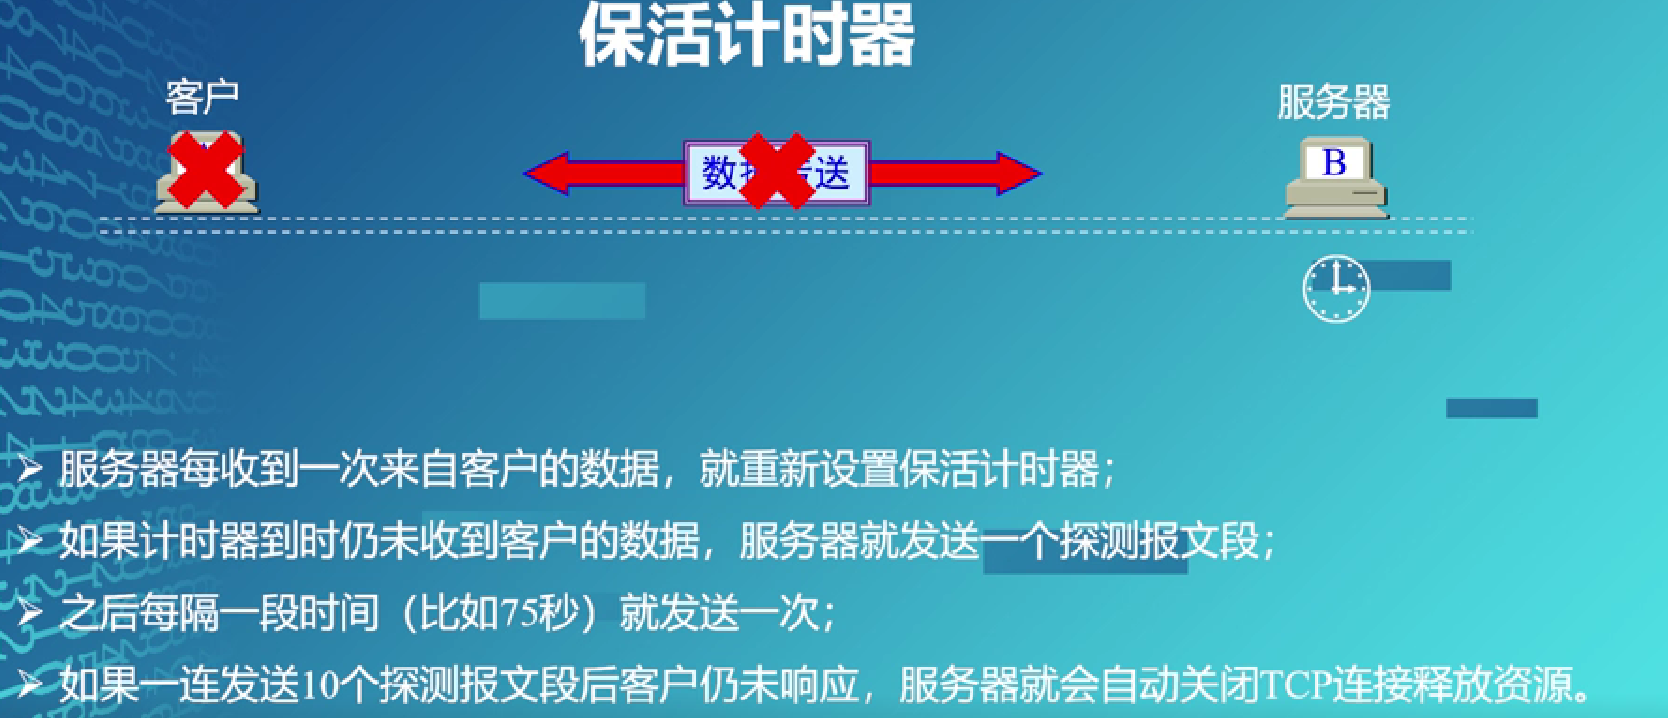 保活计时器
客户
服务器
数 送
B
服务器每收到一次来自客户的数据，就重新设置保活计时器；
如果计时器到时仍未收到客户的数据，服务器就发送一个探测报文段；
之后每隔一段时间（比如75秒）就发送一次；
如果一连发送10个探测报文段后客户仍未响应，服务器就会自动关闭TCP连接释放资源。